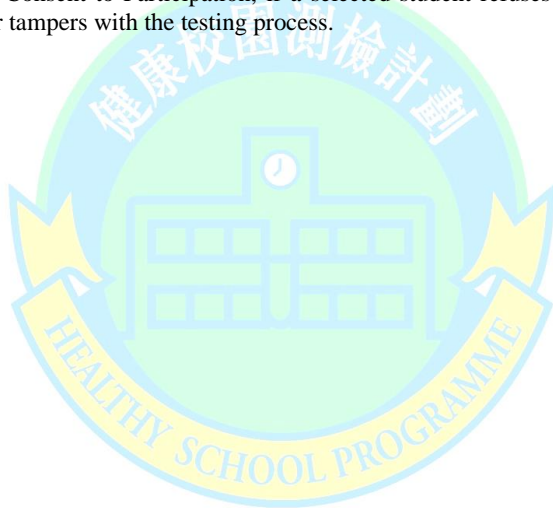 Consent to Participation, if a selected student refuses
r tampers with the testing process.
健康校園測檢計劃
HEALTHY SCHOOL PROGRAMME